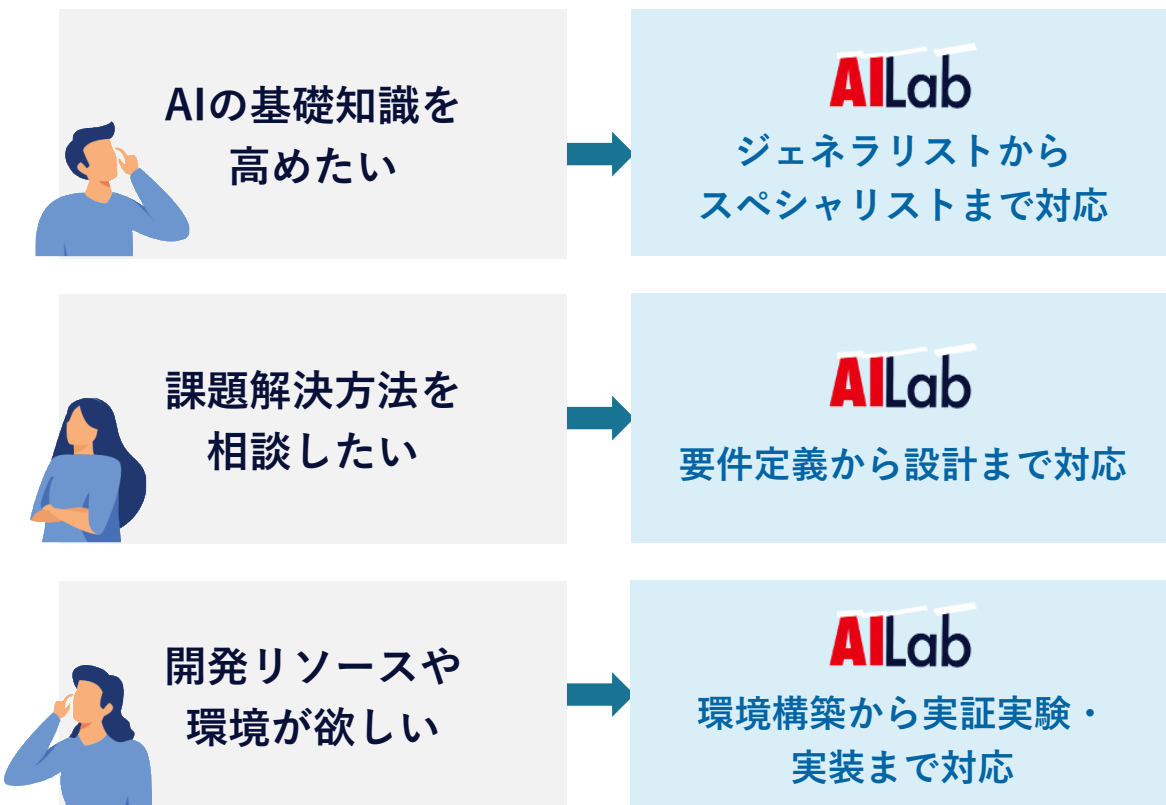 AIの基礎知識を
高めたい
AILab
ジェネラリストから
スペシャリストまで対応
課題解決方法を
相談したい
AILab
要件定義から設計まで対応
開発リソースや
環境が欲しい
AILab
環境構築から実証実験・
実装まで対応